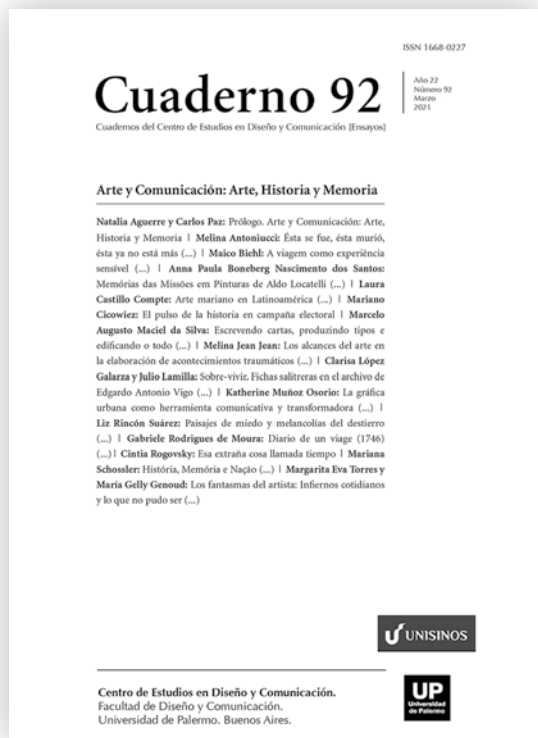 ISSN 1668-0227
Cuaderno 92
Año 22
Número 92
Marzo
2021
Cuadernos del Centro de Estudios en Diseño y Comunicación [Ensayos]
Arte y Comunicación: Arte, Historia y Memoria
Natalia Aguerre y Carlos Paz: Prólogo. Arte y Comunicación: Arte,
Historia y Memoria | Melina Antoniucci: Ésta se fue, ésta murió,
ésta ya no está más (...) | Maico Biehl: A viagem como experiência
sensível (...) | Anna Paula Boneberg Nascimento dos Santos:
Memórias das Missões em Pinturas de Aldo Locatelli (...) | Laura
Castillo Compte: Arte mariano en Latinoamérica (...) | Mariano
Cicowiez: El pulso de la historia en campaña electoral | Marcelo
Augusto Maciel da Silva: Escrevendo cartas, produzindo tipos e
edificando o todo (...) | Melina Jean Jean: Los alcances del arte en
la elaboración de acontecimientos traumáticos (...) | Clarisa López
Galarza y Julio Lamilla: Sobre-vivir. Fichas salitreras en el archivo de
Edgardo Antonio Vigo (...) | Katherine Muñoz Osorio: La gráfica
urbana como herramienta comunicativa y transformadora (...) |
Liz Rincón Suárez: Paisajes de miedo y melancolías del destierro
(...) | Gabriele Rodrigues de Moura: Diario de un viage (1746)
(...) | Cintia Rogovsky: Esa extraña cosa llamada tiempo | Mariana
Schossler: História, Memória e Nação (...) | Margarita Eva Torres y
María Gelly Genoud: Los fantasmas del artista: Infiernos cotidianos
y lo que no pudo ser (...)
UNISINOS
Centro de Estudios en Diseño y Comunicación.
Facultad de Diseño y Comunicación.
Universidad de Palermo. Buenos Aires.
UP
Universidad
de Palermo